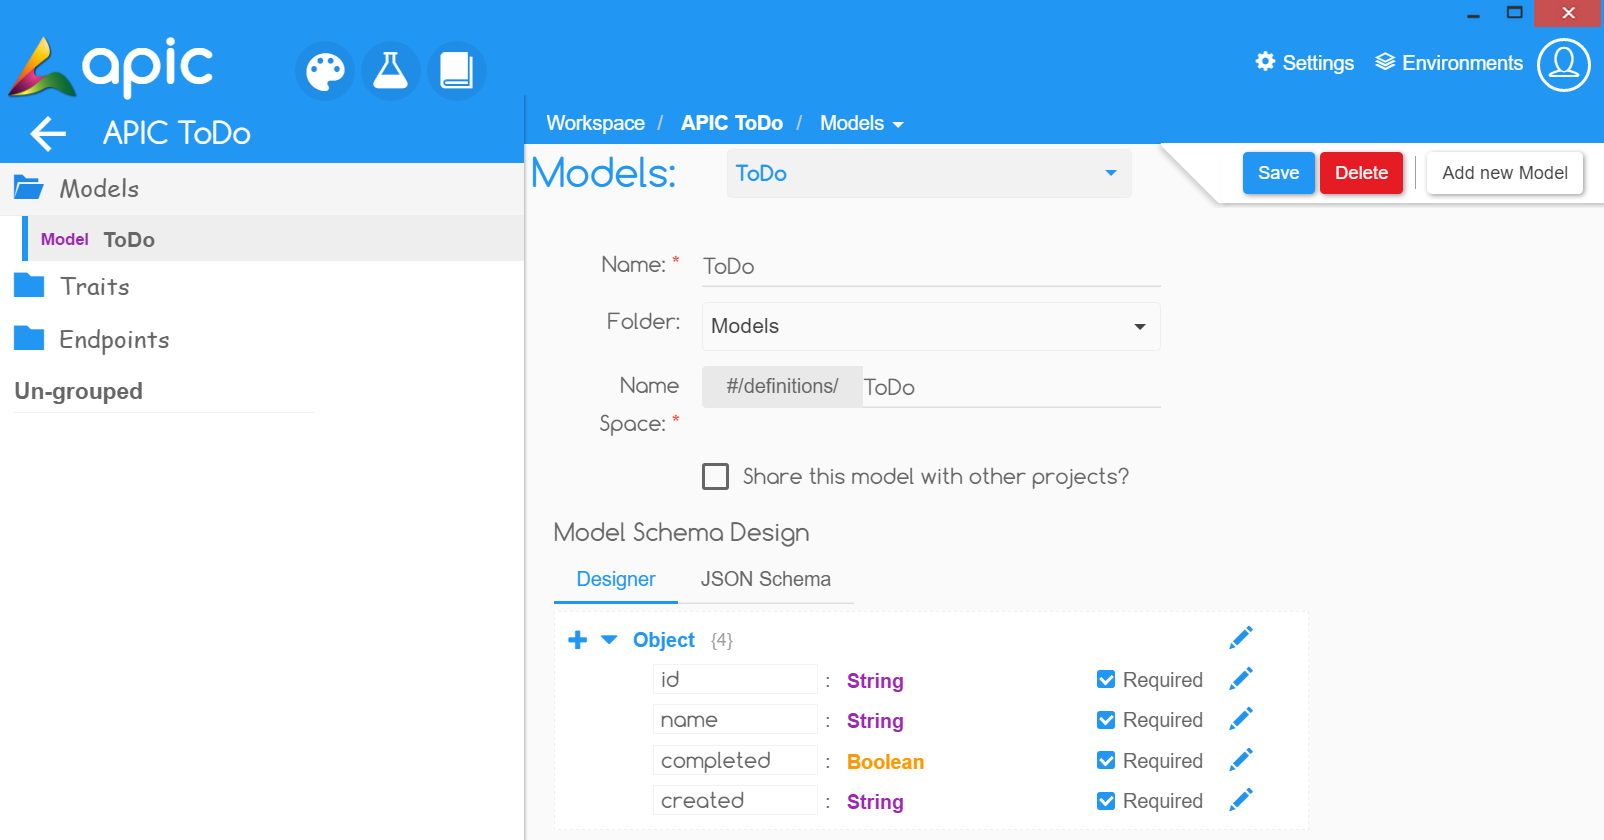 apic
Settings
Environments
APIC ToDo
Workspace / APIC ToDo / Models
Models
Model ToDo
Traits
Endpoints
Un-grouped
Models: ToDo
Save
Delete
Add new Model
Name: * ToDo
Folder: Models
Name
Space: *
#/definitions/ ToDo
Share this model with other projects?
Model Schema Design
Designer
JSON Schema
Object {4}
id : String Required
name : String Required
completed : Boolean Required
created : String Required